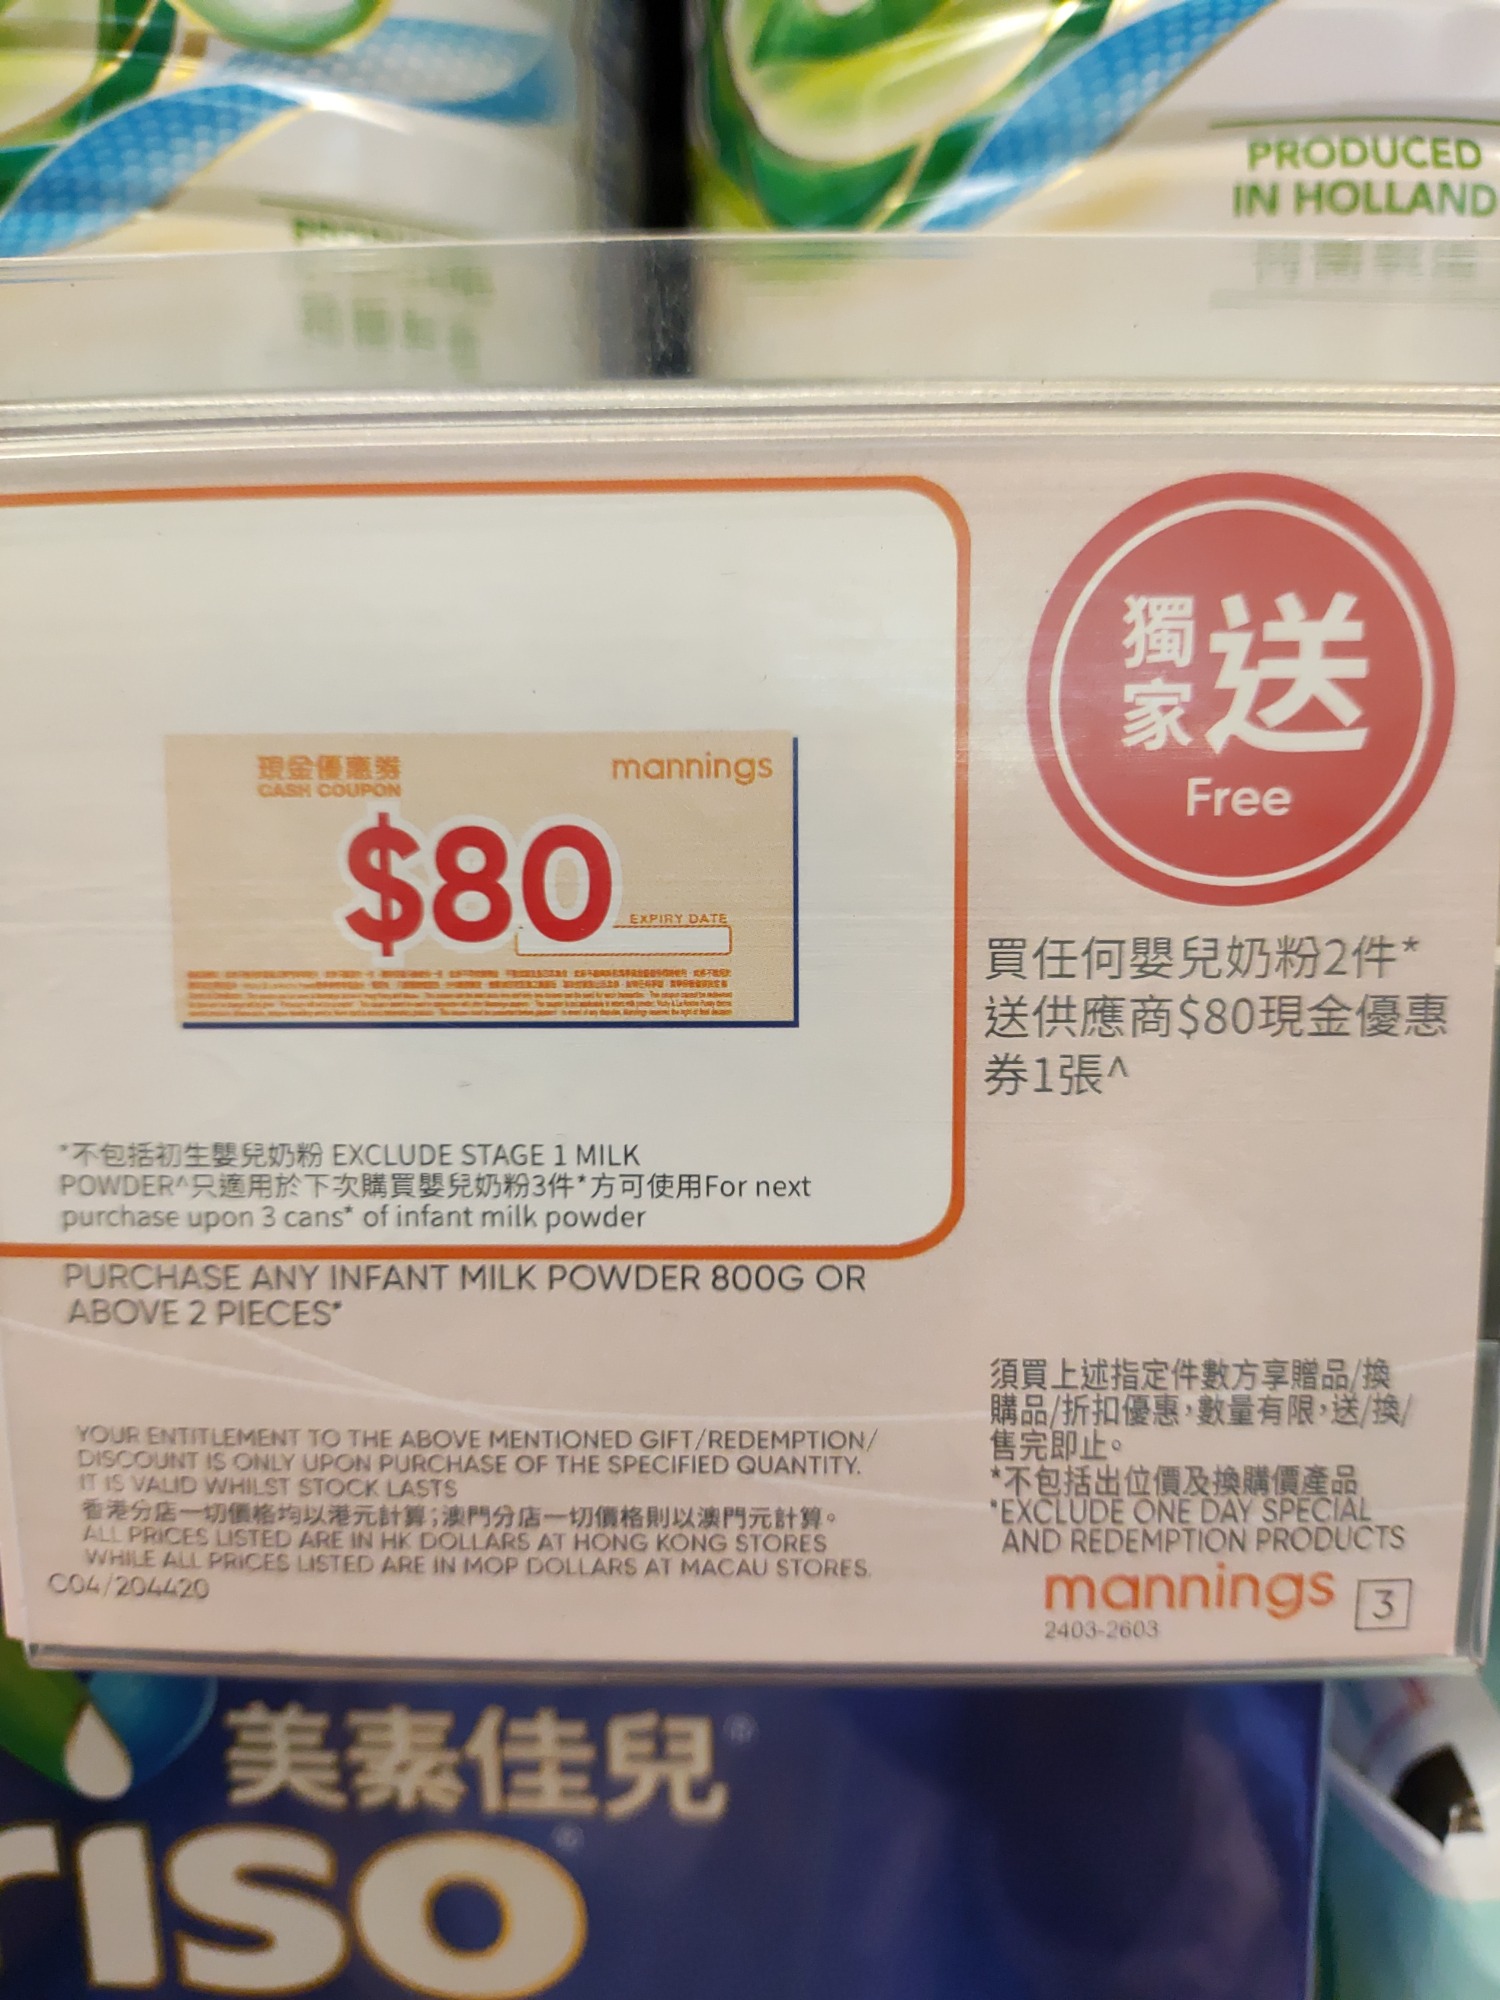 PRODUCED
IN HOLLAND
現金優惠券
CASH COUPON
mannings
$80
EXPIRY DATE
獨家
送
Free
買任何嬰兒奶粉2件*
送供應商$80現金優惠
券1張^
*不包括初生嬰兒奶粉 EXCLUDE STAGE 1 MILK
POWDER^只適用於下次購買嬰兒奶粉3件*方可使用For next
purchase upon 3 cans* of infant milk powder
PURCHASE ANY INFANT MILK POWDER 800G OR
ABOVE 2 PIECES*
YOUR ENTITLEMENT TO THE ABOVE MENTIONED GIFT/REDEMPTION/
DISCOUNT IS ONLY UPON PURCHASE OF THE SPECIFIED QUANTITY.
IT IS VALID WHILST STOCK LASTS
香港分店一切價格均以港元計算;澳門分店一切價格則以澳門元計算。
ALL PRICES LISTED ARE IN HK DOLLARS AT HONG KONG STORES
WHILE ALL PRICES LISTED ARE IN MOP DOLLARS AT MACAU STORES.
C04/204420
須買上述指定件數方享贈品/換
購品/折扣優惠,數量有限,送/換/
售完即止。
*不包括出位價及換購價產品
*EXCLUDE ONE DAY SPECIAL
AND REDEMPTION PRODUCTS
mannings 3
2403-2603
美素佳兒®
riso